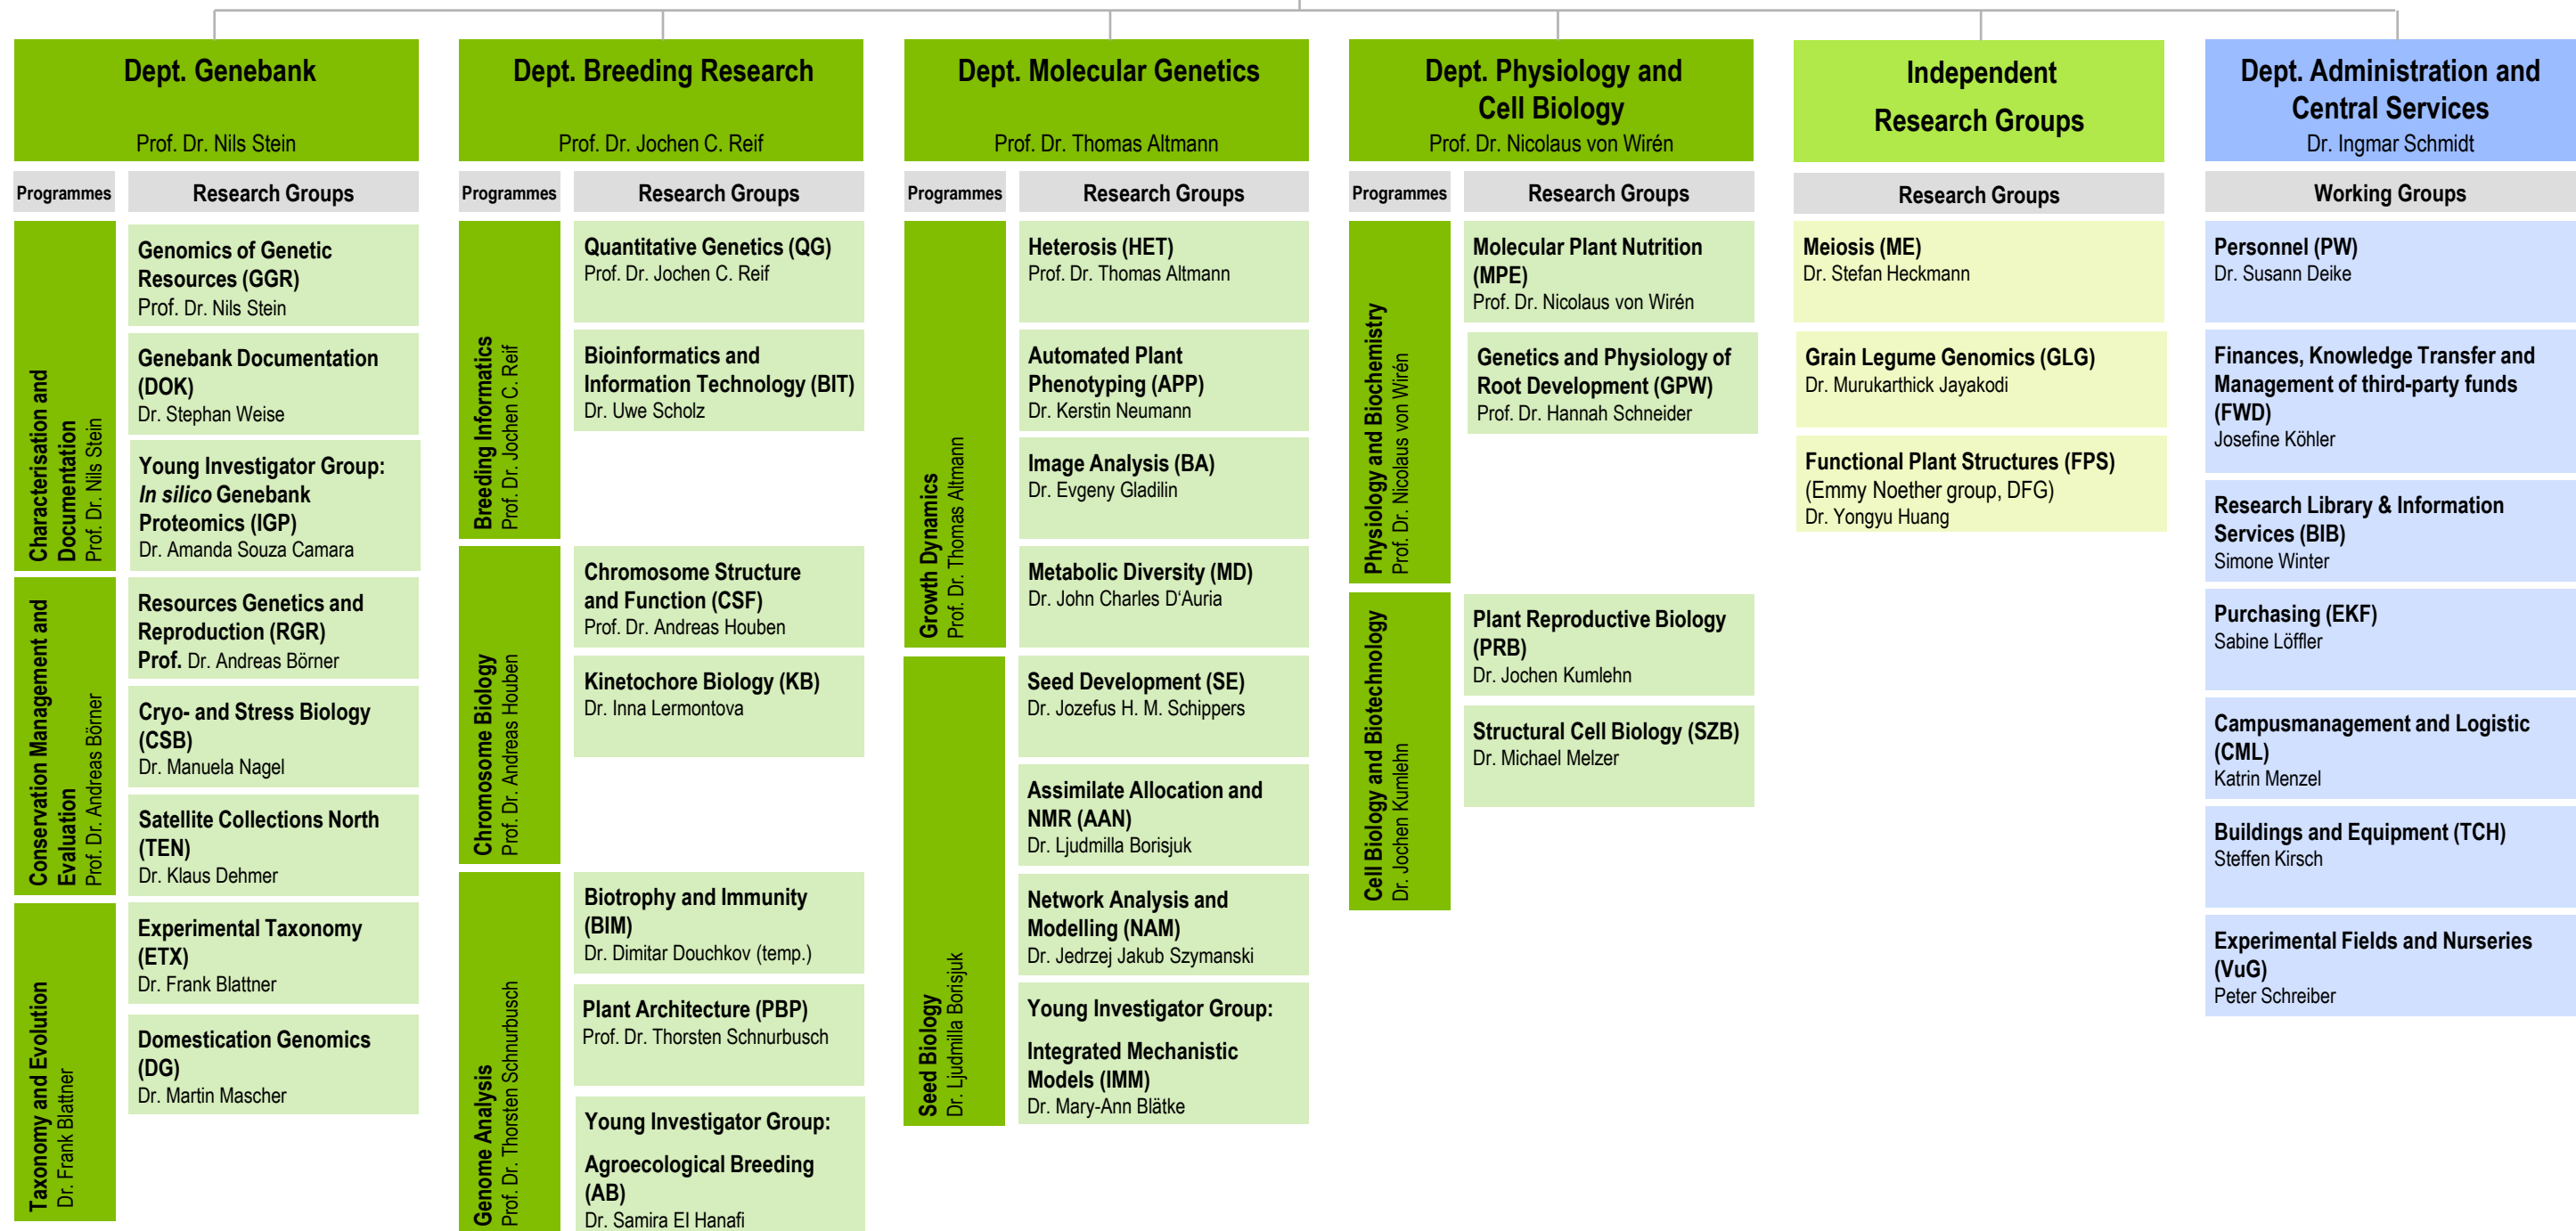 Dept. Genebank
Prof. Dr. Nils Stein
Programmes
Research Groups
Characterisation and
Documentation
Prof. Dr. Nils Stein
Genomics of Genetic
Resources (GGR)
Prof. Dr. Nils Stein
Genebank Documentation
(DOK)
Dr. Stephan Weise
Young Investigator Group:
In silico Genebank
Proteomics (IGP)
Dr. Amanda Souza Camara
Conservation Management and
Evaluation
Prof. Dr. Andreas Börner
Resources Genetics and
Reproduction (RGR)
Prof. Dr. Andreas Börner
Cryo- and Stress Biology
(CSB)
Dr. Manuela Nagel
Satellite Collections North
(TEN)
Dr. Klaus Dehmer
Taxonomy and Evolution
Dr. Frank Blattner
Experimental Taxonomy
(ETX)
Dr. Frank Blattner
Domestication Genomics
(DG)
Dr. Martin Mascher
Dept. Breeding Research
Prof. Dr. Jochen C. Reif
Programmes
Research Groups
Breeding Informatics
Prof. Dr. Jochen C. Reif
Quantitative Genetics (QG)
Prof. Dr. Jochen C. Reif
Bioinformatics and
Information Technology (BIT)
Dr. Uwe Scholz
Chromosome Biology
Prof. Dr. Andreas Houben
Chromosome Structure
and Function (CSF)
Prof. Dr. Andreas Houben
Kinetochore Biology (KB)
Dr. Inna Lermontova
Genome Analysis
Prof. Dr. Thorsten Schnurbusch
Biotrophy and Immunity
(BIM)
Dr. Dimitar Douchkov (temp.)
Plant Architecture (PBP)
Prof. Dr. Thorsten Schnurbusch
Young Investigator Group:
Agroecological Breeding
(AB)
Dr. Samira El Hanafi
Dept. Molecular Genetics
Prof. Dr. Thomas Altmann
Programmes
Research Groups
Growth Dynamics
Prof. Dr. Thomas Altmann
Heterosis (HET)
Prof. Dr. Thomas Altmann
Automated Plant
Phenotyping (APP)
Dr. Kerstin Neumann
Image Analysis (BA)
Dr. Evgeny Gladilin
Metabolic Diversity (MD)
Dr. John Charles D‘Auria
Seed Biology
Dr. Ljudmilla Borisjuk
Seed Development (SE)
Dr. Jozefus H. M. Schippers
Assimilate Allocation and
NMR (AAN)
Dr. Ljudmilla Borisjuk
Network Analysis and
Modelling (NAM)
Dr. Jedrzej Jakub Szymanski
Young Investigator Group:
Integrated Mechanistic
Models (IMM)
Dr. Mary-Ann Blätke
Dept. Physiology and
Cell Biology
Prof. Dr. Nicolaus von Wirén
Programmes
Research Groups
Physiology and Biochemistry
Prof. Dr. Nicolaus von Wirén
Molecular Plant Nutrition
(MPE)
Prof. Dr. Nicolaus von Wirén
Genetics and Physiology of
Root Development (GPW)
Prof. Dr. Hannah Schneider
Cell Biology and Biotechnology
Dr. Jochen Kumlehn
Plant Reproductive Biology
(PRB)
Dr. Jochen Kumlehn
Structural Cell Biology (SZB)
Dr. Michael Melzer
Independent
Research Groups
Research Groups
Meiosis (ME)
Dr. Stefan Heckmann
Grain Legume Genomics (GLG)
Dr. Murukarthick Jayakodi
Functional Plant Structures (FPS)
(Emmy Noether group, DFG)
Dr. Yongyu Huang
Dept. Administration and
Central Services
Dr. Ingmar Schmidt
Working Groups
Personnel (PW)
Dr. Susann Deike
Finances, Knowledge Transfer and
Management of third-party funds
(FWD)
Josefine Köhler
Research Library & Information
Services (BIB)
Simone Winter
Purchasing (EKF)
Sabine Löffler
Campusmanagement and Logistic
(CML)
Katrin Menzel
Buildings and Equipment (TCH)
Steffen Kirsch
Experimental Fields and Nurseries
(VuG)
Peter Schreiber